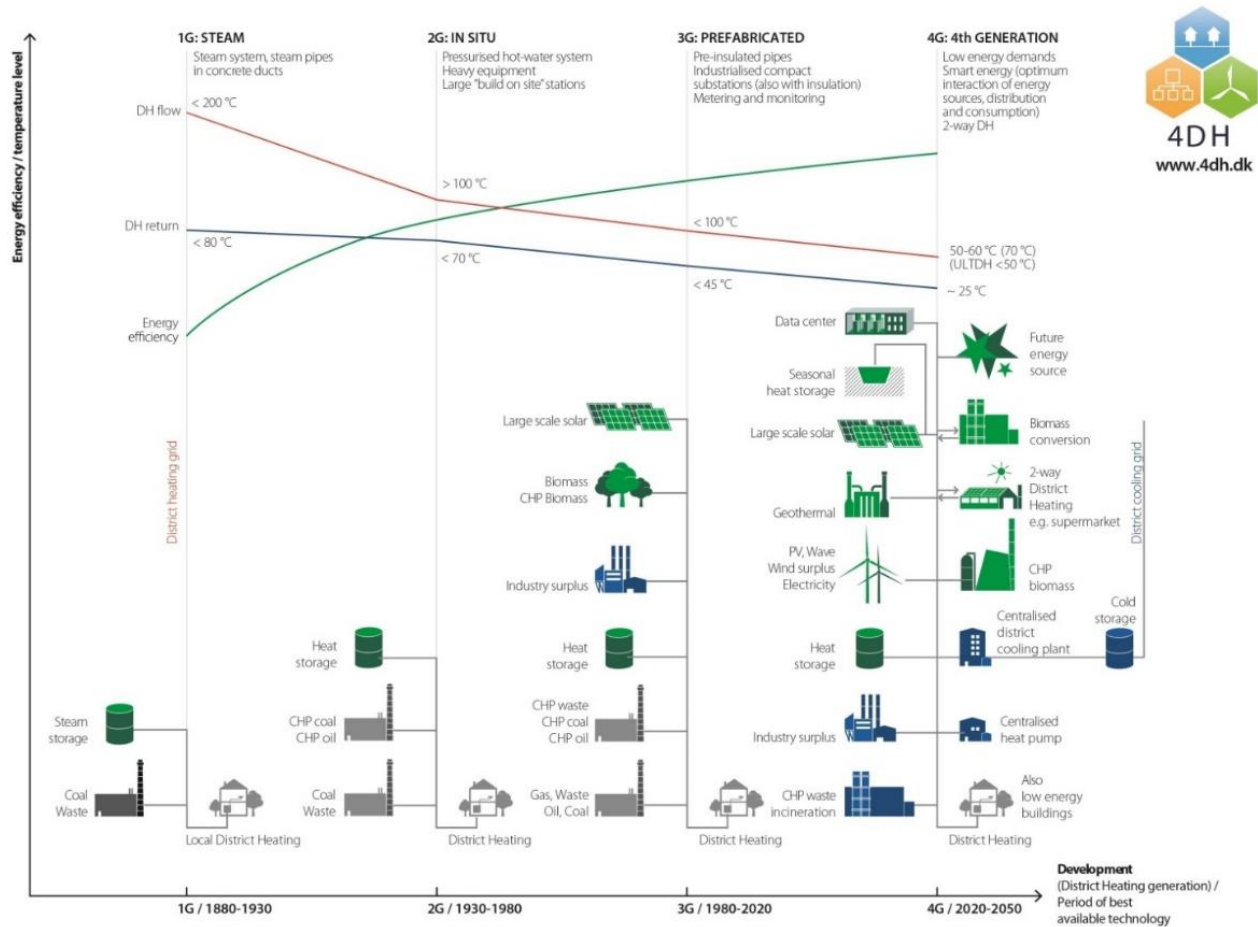 1G: STEAM
Steam system, steam pipes
in concrete ducts
2G: IN SITU
Pressurised hot-water system
Heavy equipment
Large "build on site" stations
3G: PREFABRICATED
Pre-insulated pipes
Industrialised compact
substations (also with insulation)
Metering and monitoring
4G: 4th GENERATION
Low energy demands
Smart energy (optimum
interaction of energy
sources, distribution
and consumption)
2-way DH
4DH
www.4dh.dk
Energy efficiency / temperature level
DH flow
< 200 °C
> 100 °C
< 100 °C
50-60 °C (70 °C)
(ULTDH <50 °C)
DH return
< 80 °C
< 70 °C
< 45 °C
~ 25 °C
Energy
efficiency
District heating grid
Steam
storage
Coal
Waste
Local District Heating
Heat
storage
CHP coal
CHP oil
Coal
Waste
District Heating
Large scale solar
Biomass
CHP Biomass
Industry surplus
Heat
storage
CHP waste
CHP coal
CHP oil
Gas, Waste
Oil, Coal
District Heating
Data center
Seasonal
heat storage
Large scale solar
Geothermal
PV, Wave
Wind surplus
Electricity
Heat
storage
Industry surplus
CHP waste
incineration
Future
energy
source
Biomass
conversion
2-way
District
Heating
e.g. supermarket
CHP
biomass
Centralised
district
cooling plant
Cold
storage
District cooling grid
Centralised
heat pump
Also
low energy
buildings
District Heating
1G / 1880-1930
2G / 1930-1980
3G / 1980-2020
4G / 2020-2050
Development
(District Heating generation) /
Period of best
available technology